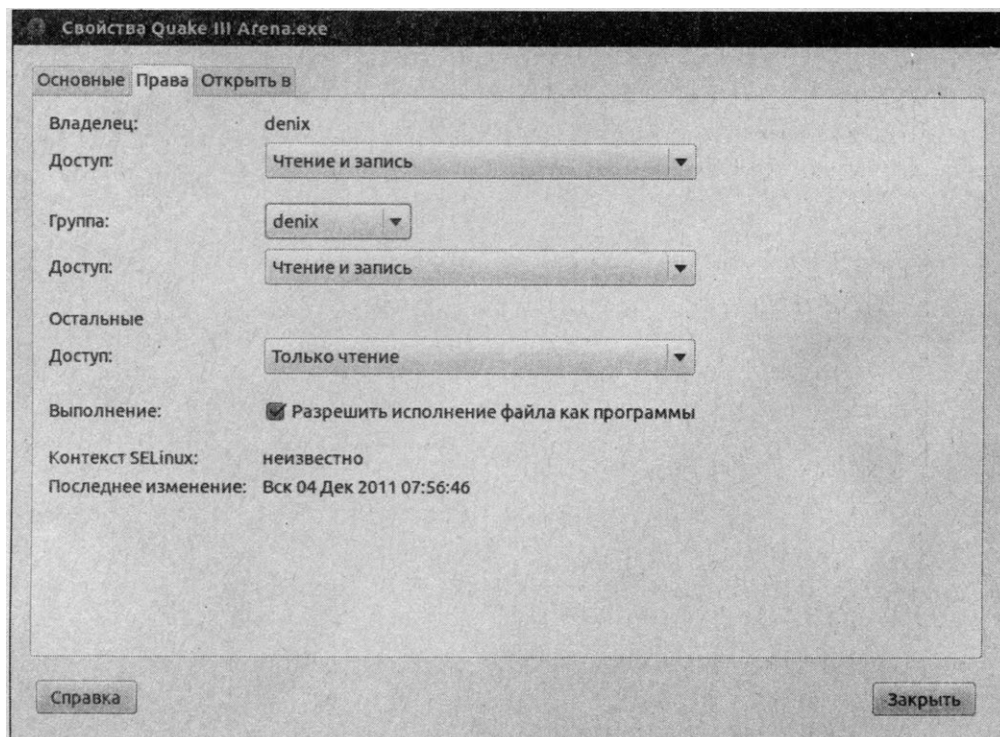 Свойства Quake III Arena.exe
Основные Права Открыть в
Владелец: denix
Доступ: Чтение и запись
Группа: denix
Доступ: Чтение и запись
Остальные
Доступ: Только чтение
Выполнение: Разрешить исполнение файла как программы
Контекст SELinux: неизвестно
Последнее изменение: Вск 04 Дек 2011 07:56:46
Справка Закрыть